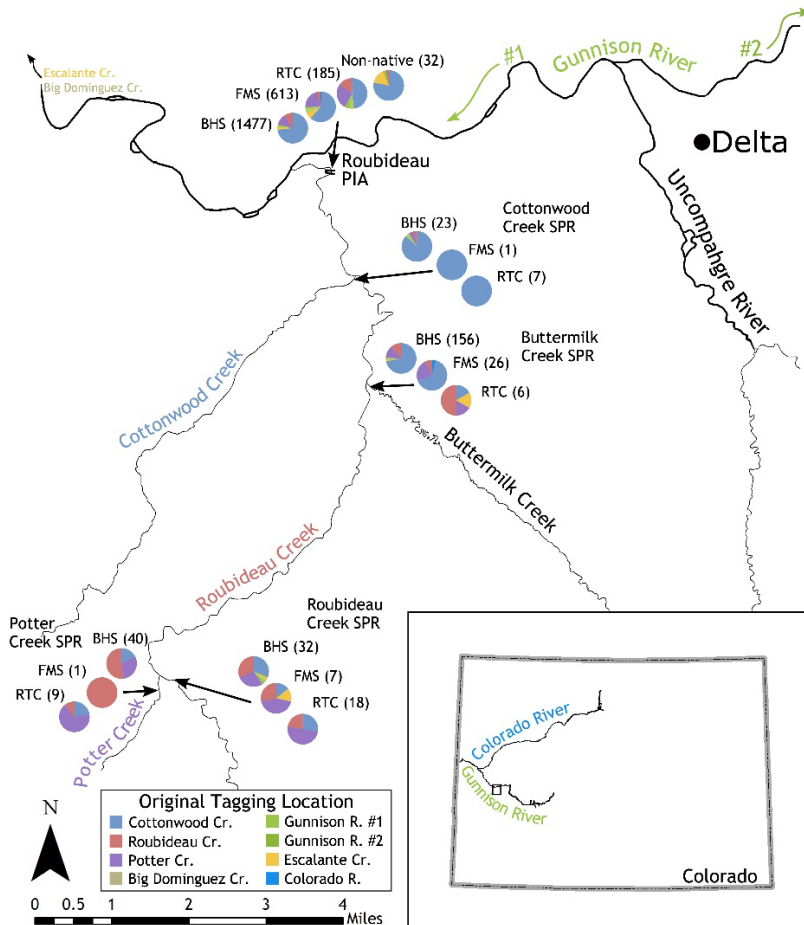 #1
Gunnison River
#2
Non-native (32)
RTC (185)
FMS (613)
BHS (1477)
Escalante Cr.
Big Dominguez Cr.
Roubideau
PIA
Delta
Uncompahgre River
Cottonwood
Creek SPR
BHS (23)
FMS (1)
RTC (7)
Buttermilk
Creek SPR
BHS (156)
FMS (26)
RTC (6)
Cottonwood Creek
Buttermilk Creek
Roubideau Creek
Potter
Creek SPR
BHS (40)
FMS (1)
RTC (9)
Potter Creek
Roubideau
Creek SPR
BHS (32)
FMS (7)
RTC (18)
N
Original Tagging Location
Cottonwood Cr.
Roubideau Cr.
Potter Cr.
Big Dominguez Cr.
Gunnison R. #1
Gunnison R. #2
Escalante Cr.
Colorado R.
0 0.5 1 2 3 4
Miles
Colorado River
Gunnison River
Colorado